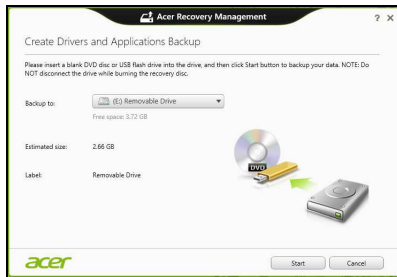 Acer Recovery Management
? X
Create Drivers and Applications Backup
Please insert a blank DVD disc or USB flash drive into the drive, and then click Start button to backup your data. NOTE: Do
NOT disconnect the drive while burning the recovery disc.
Backup to: (E:) Removable Drive
Free space: 3.72 GB
Estimated size: 2.66 GB
DVD
Label: Removable Drive
acer Start Cancel